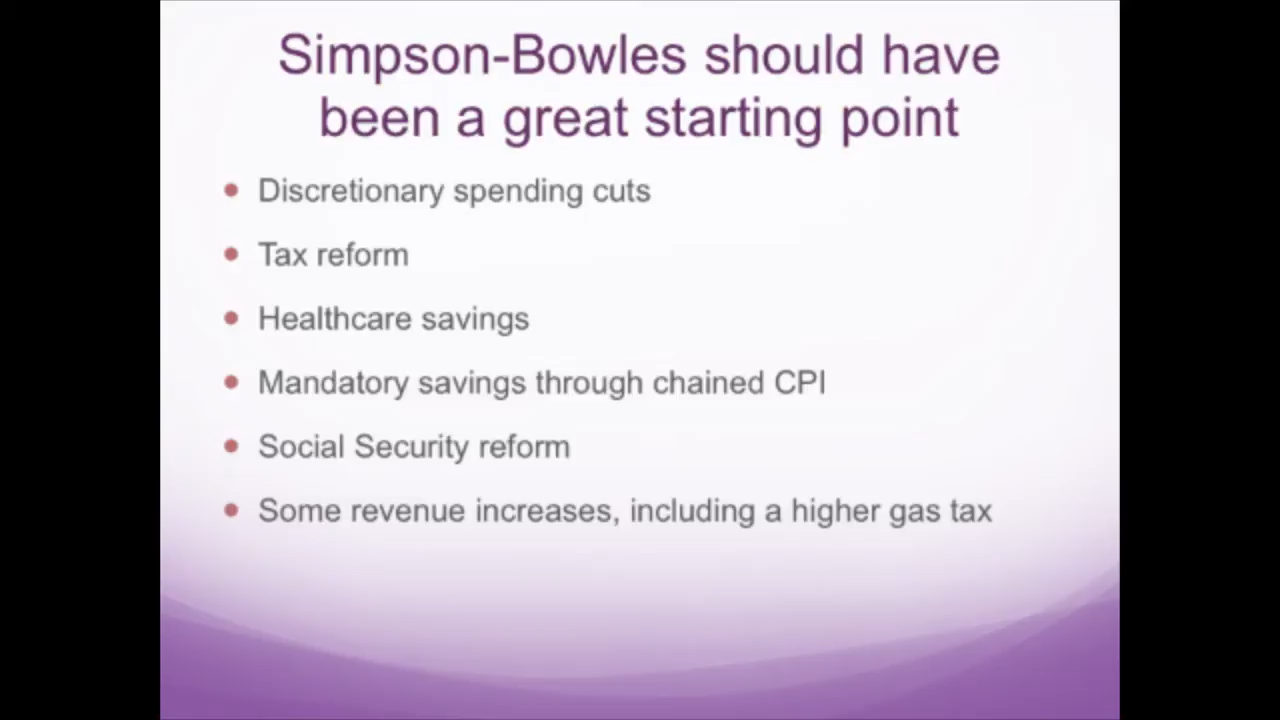 Simpson-Bowles should have
been a great starting point
• Discretionary spending cuts
• Tax reform
• Healthcare savings
• Mandatory savings through chained CPI
• Social Security reform
• Some revenue increases, including a higher gas tax